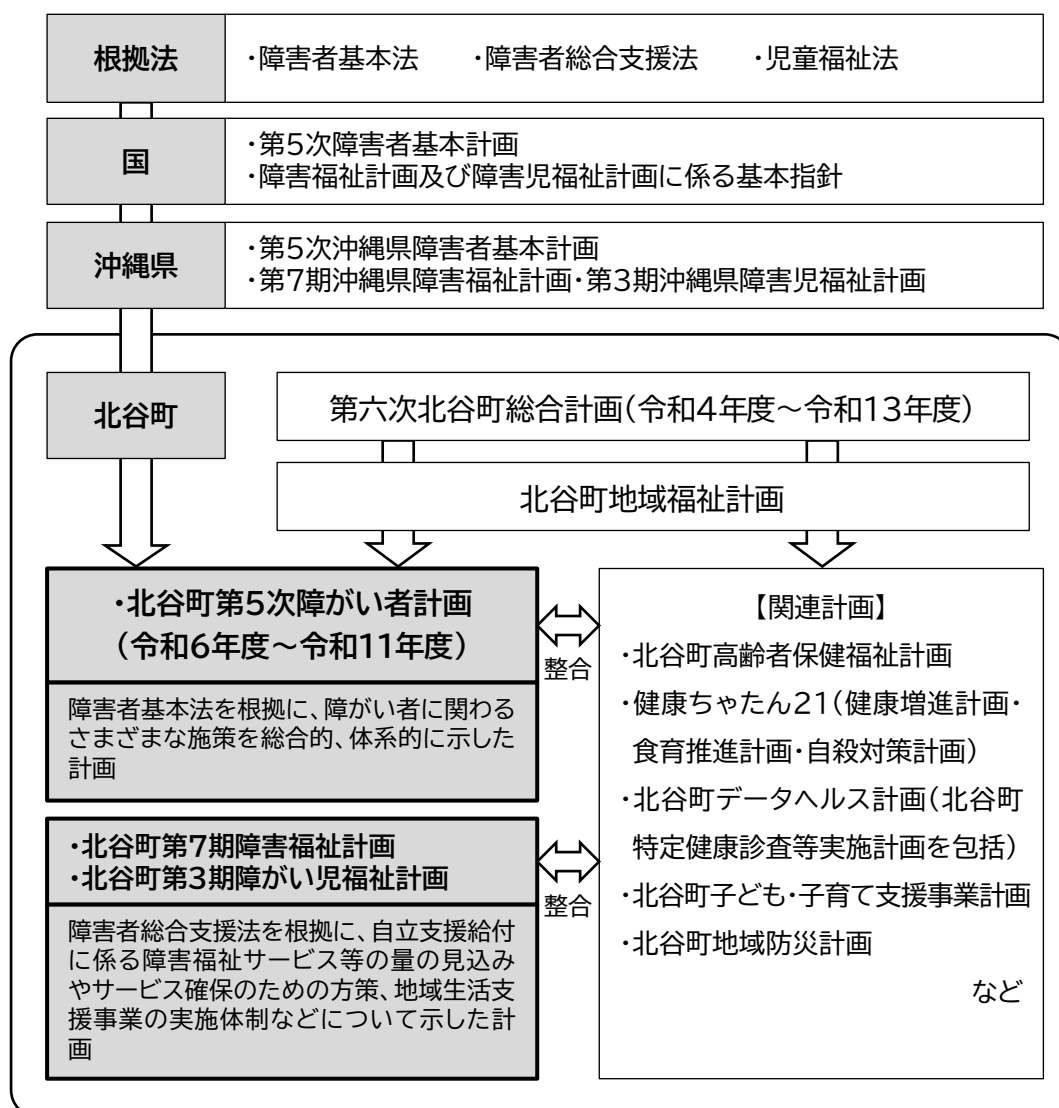 根拠法
・障害者基本法 ・障害者総合支援法 ・児童福祉法
国
・第5次障害者基本計画
・障害福祉計画及び障害児福祉計画に係る基本指針
沖縄県
・第5次沖縄県障害者基本計画
・第7期沖縄県障害福祉計画・第3期沖縄県障害児福祉計画
北谷町
第六次北谷町総合計画(令和4年度～令和13年度)
北谷町地域福祉計画
・北谷町第5次障がい者計画
(令和6年度～令和11年度)
障害者基本法を根拠に、障がい者に関わる
さまざまな施策を総合的、体系的に示した
計画
整合
・北谷町第7期障害福祉計画
・北谷町第3期障がい児福祉計画
障害者総合支援法を根拠に、自立支援給付
に係る障害福祉サービス等の量の見込み
やサービス確保のための方策、地域生活支
援事業の実施体制などについて示した計
画
整合
【関連計画】
・北谷町高齢者保健福祉計画
・健康ちゃたん21(健康増進計画・
食育推進計画・自殺対策計画)
・北谷町データヘルス計画(北谷町
特定健康診査等実施計画を包括)
・北谷町子ども・子育て支援事業計画
・北谷町地域防災計画
など